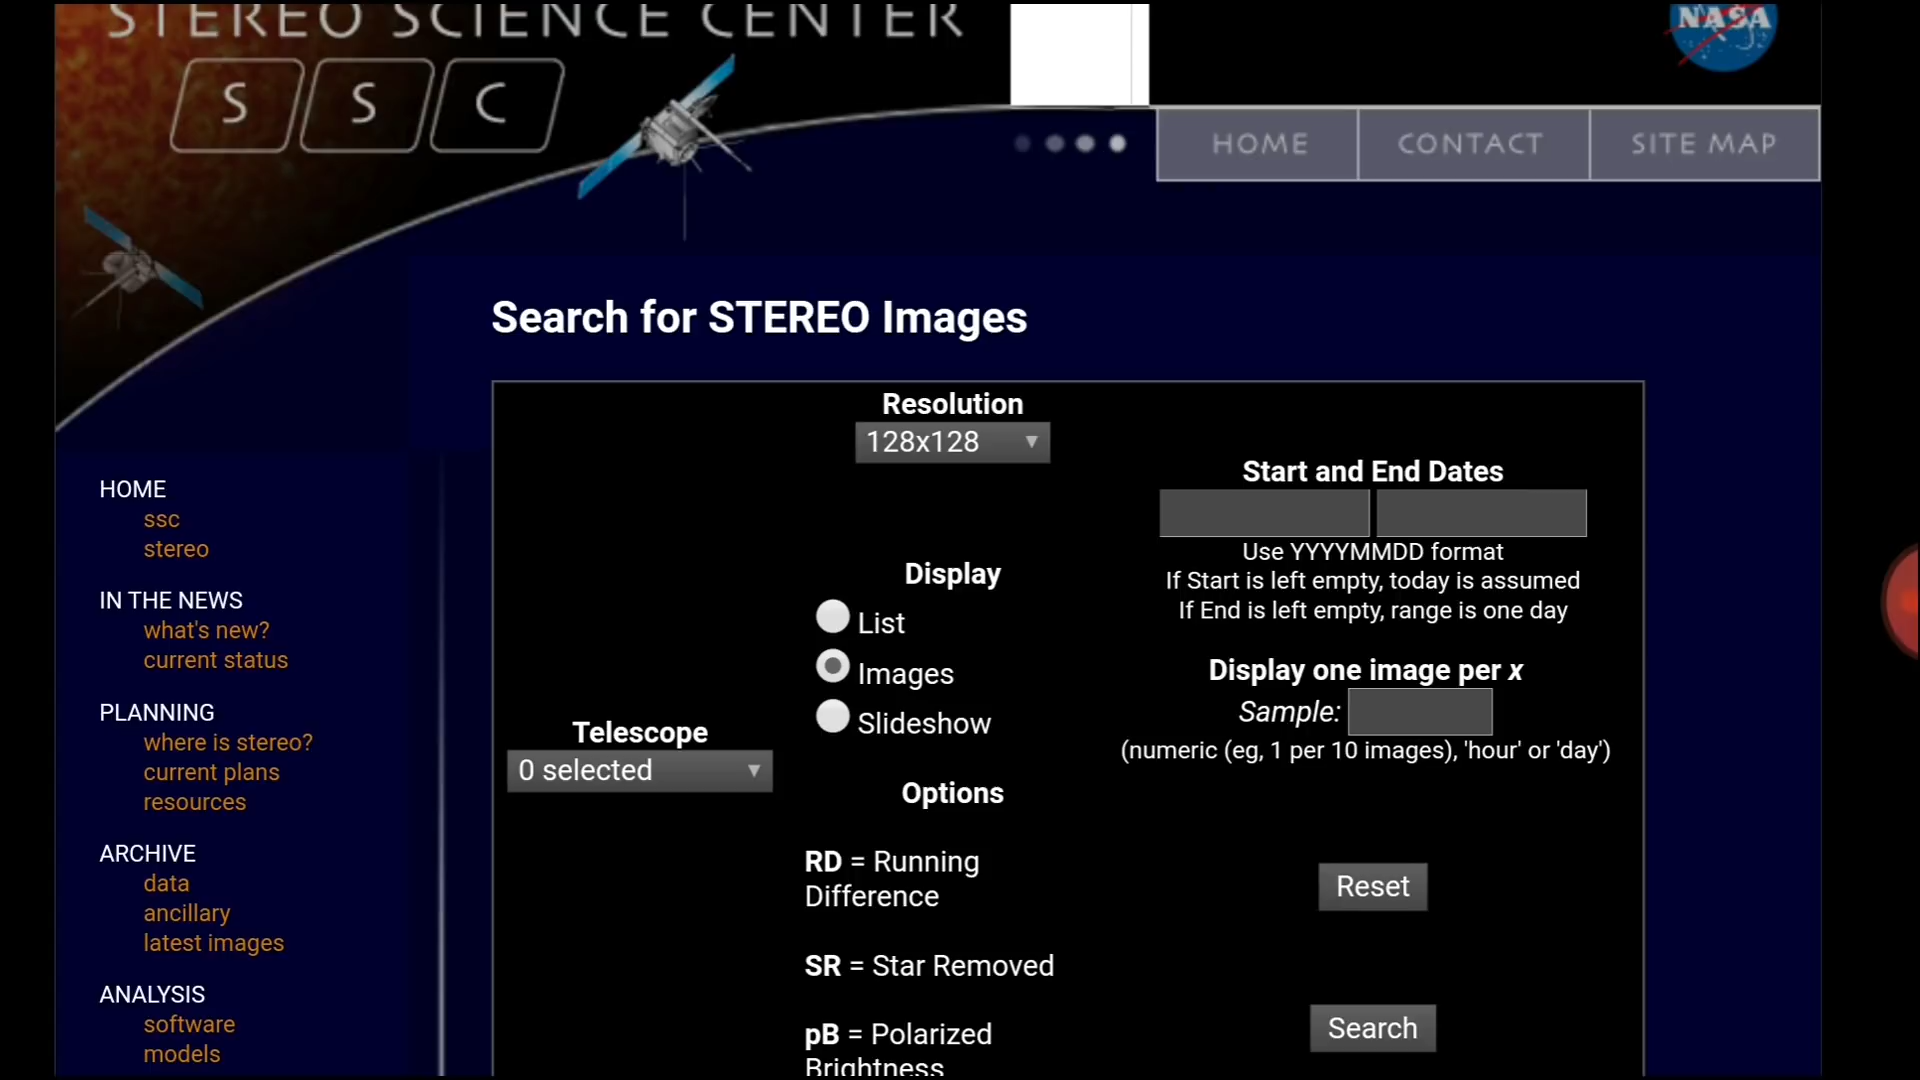 STEREO SCIENCE CENTER
NASA
S S C
HOME CONTACT SITE MAP
Search for STEREO Images
Resolution
128x128
Start and End Dates
Use YYYYMMDD format
If Start is left empty, today is assumed
If End is left empty, range is one day
Display
List
Images
Slideshow
Display one image per x
Sample:
(numeric (eg, 1 per 10 images), 'hour' or 'day')
Telescope
0 selected
Options
RD = Running
Difference
SR = Star Removed
pB = Polarized
Brightness
Reset
Search
HOME
ssc
stereo
IN THE NEWS
what's new?
current status
PLANNING
where is stereo?
current plans
resources
ARCHIVE
data
ancillary
latest images
ANALYSIS
software
models